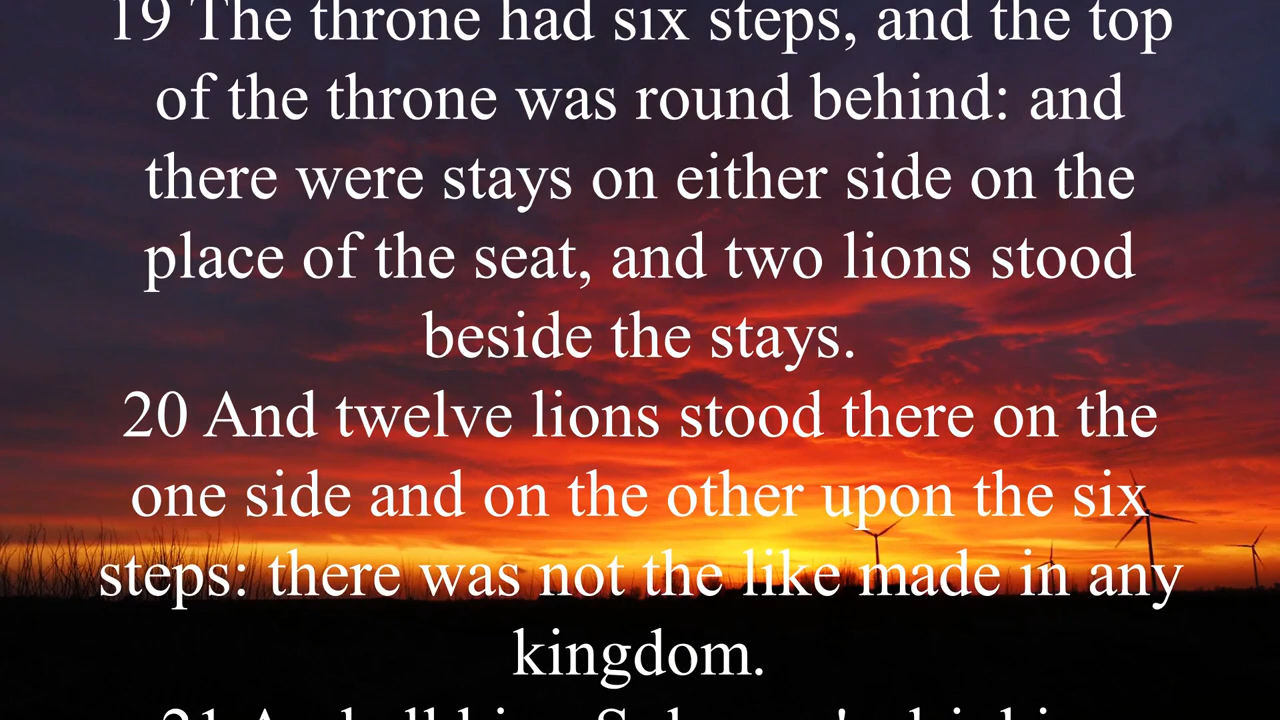 19 The throne had six steps, and the top
of the throne was round behind: and
there were stays on either side on the
place of the seat, and two lions stood
beside the stays.
20 And twelve lions stood there on the
one side and on the other upon the six
steps: there was not the like made in any
kingdom.
21 And all king Solomon's drinking